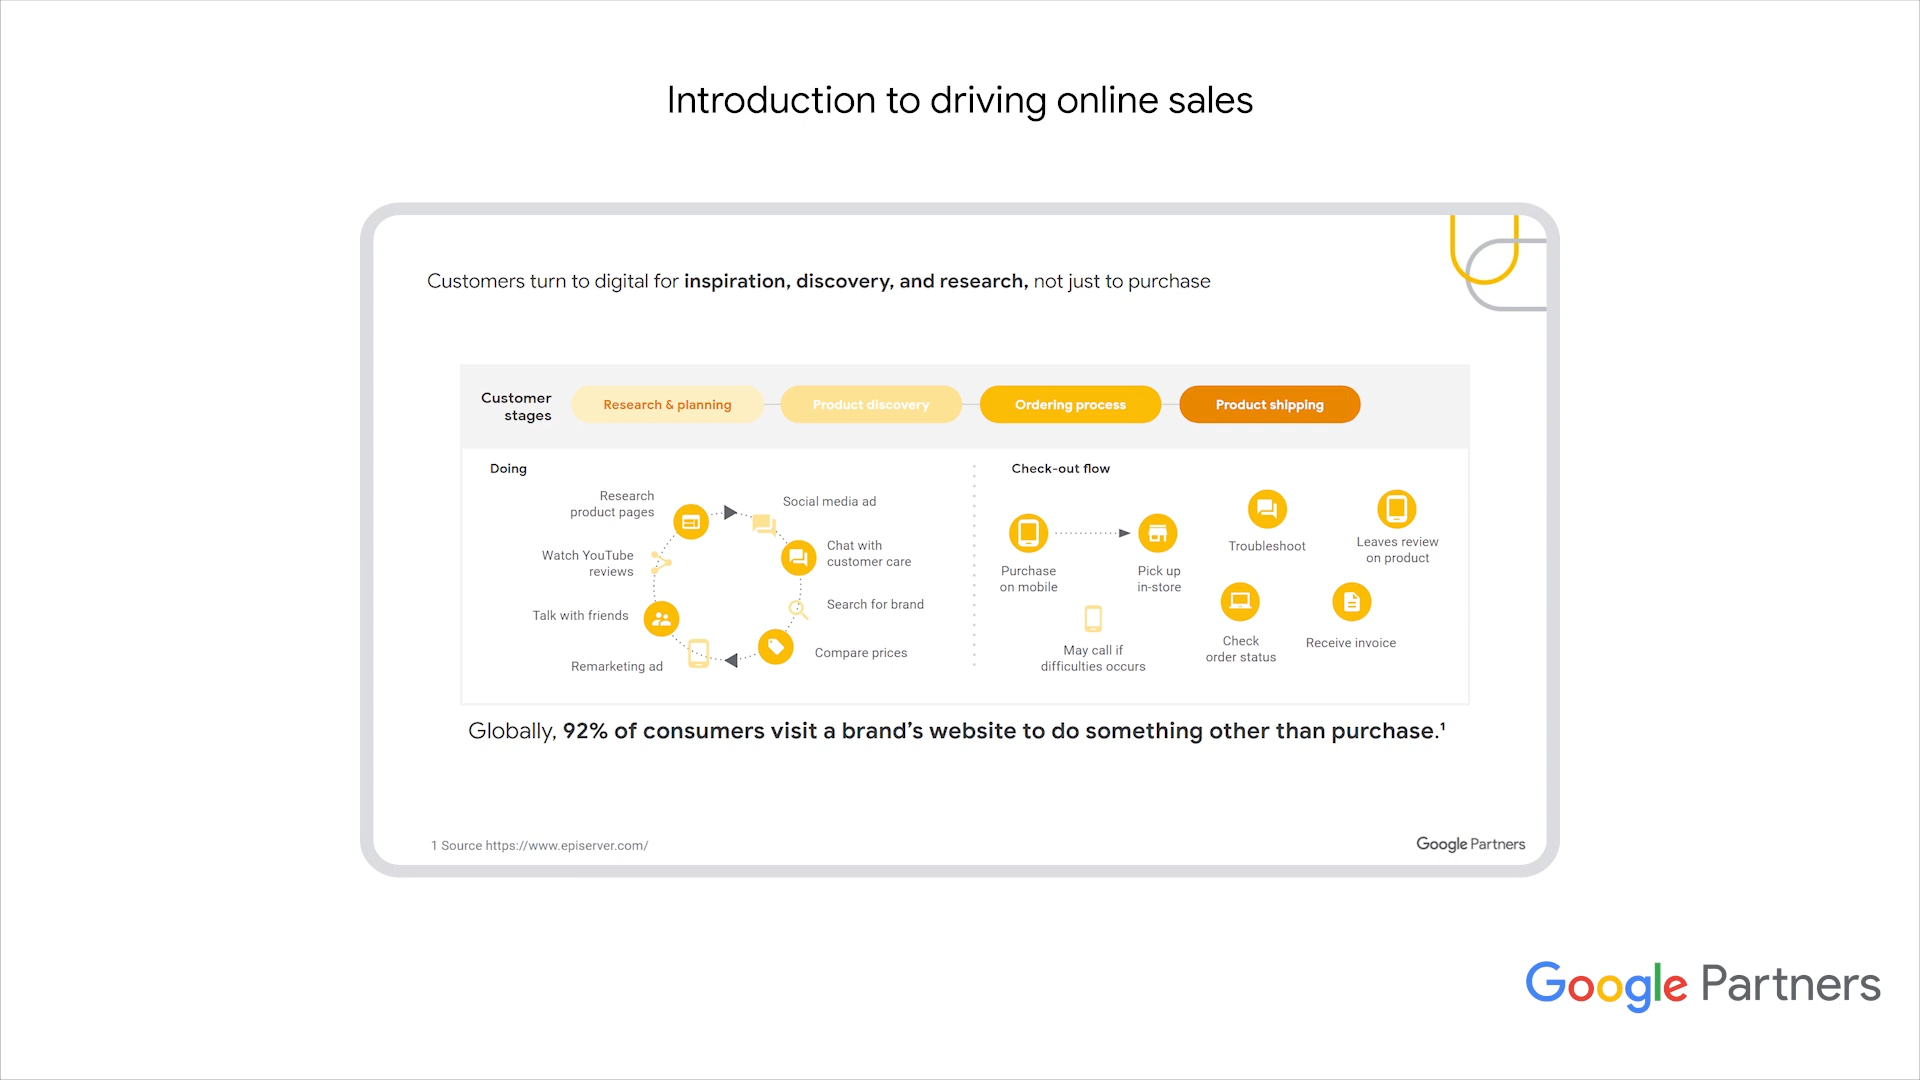 Introduction to driving online sales
Customers turn to digital for inspiration, discovery, and research, not just to purchase
Customer
stages
Research & planning
Product discovery
Ordering process
Product shipping
Doing
Research
product pages
Social media ad
Watch YouTube
reviews
Chat with
customer care
Talk with friends
Search for brand
Remarketing ad
Compare prices
Check-out flow
Purchase
on mobile
Pick up
in-store
May call if
difficulties occurs
Troubleshoot
Leaves review
on product
Check
order status
Receive invoice
Globally, 92% of consumers visit a brand’s website to do something other than purchase.¹
1 Source https://www.episerver.com/
Google Partners
Google Partners